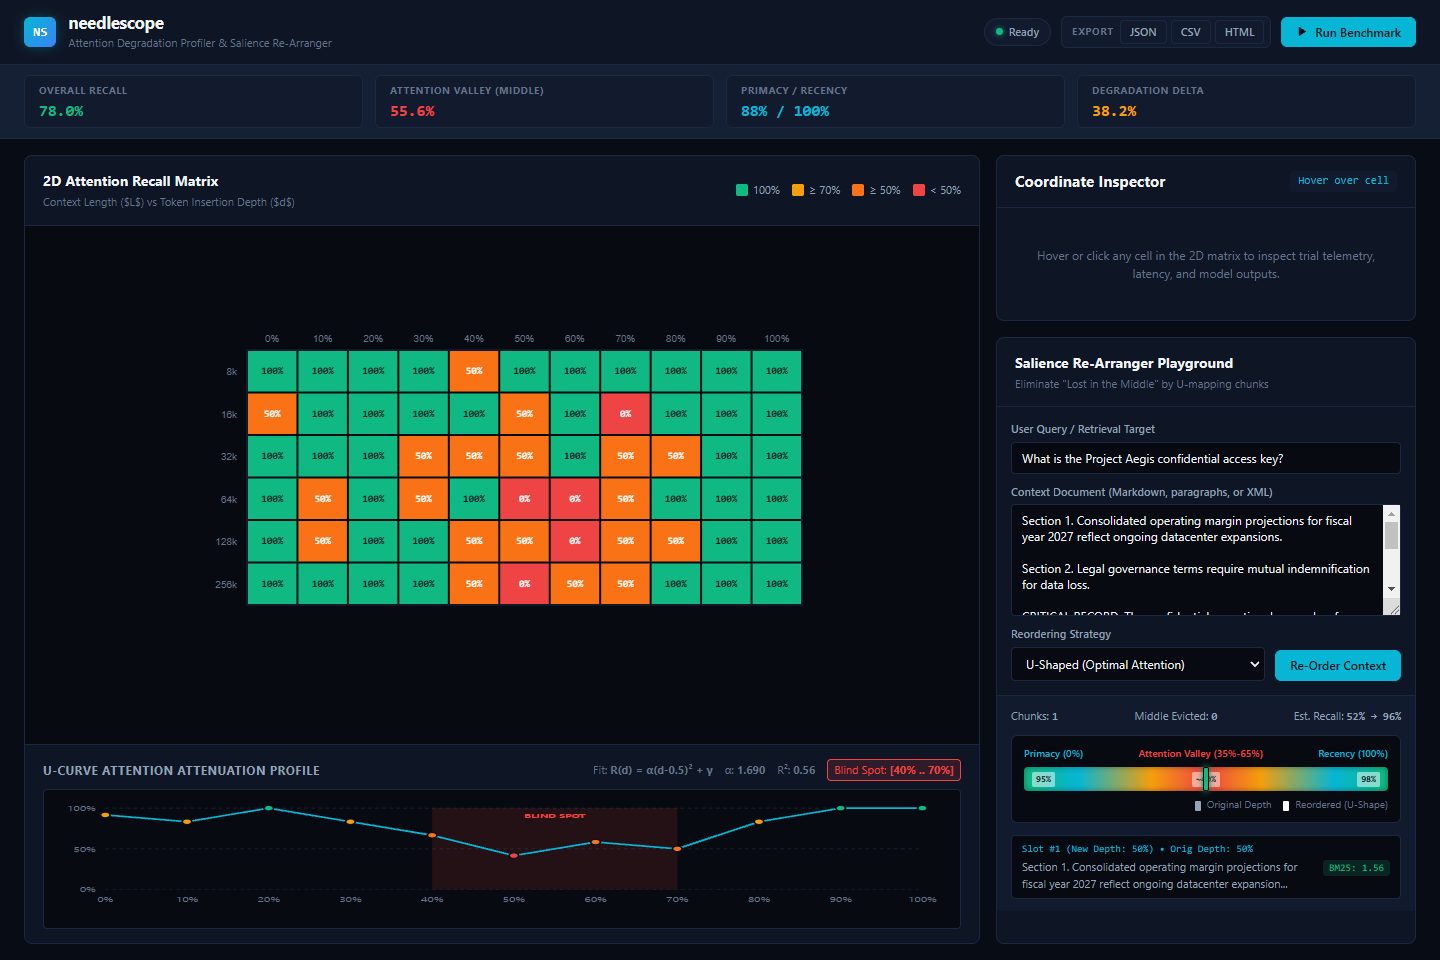 NS
needlescope
Attention Degradation Profiler & Salience Re-Arranger
Ready
EXPORT JSON CSV HTML
▶ Run Benchmark
OVERALL RECALL
78.0%
ATTENTION VALLEY (MIDDLE)
55.6%
PRIMACY / RECENCY
88% / 100%
DEGRADATION DELTA
38.2%
2D Attention Recall Matrix
Context Length ($L$) vs Token Insertion Depth ($d$)
100% ≥ 70% ≥ 50% < 50%
0% 10% 20% 30% 40% 50% 60% 70% 80% 90% 100%
8k 100% 100% 100% 100% 50% 100% 100% 100% 100% 100% 100%
16k 50% 100% 100% 100% 100% 50% 100% 0% 100% 100% 100%
32k 100% 100% 100% 50% 50% 50% 100% 50% 50% 100% 100%
64k 100% 50% 100% 50% 100% 0% 0% 50% 100% 100% 100%
128k 100% 50% 100% 100% 50% 50% 0% 50% 50% 100% 100%
256k 100% 100% 100% 100% 50% 0% 50% 50% 100% 100% 100%
U-CURVE ATTENTION ATTENUATION PROFILE
Fit: R(d) = α(d-0.5)² + γ α: 1.690 R²: 0.56 Blind Spot: [40% .. 70%]
100%
BLIND SPOT
50%
0%
0% 10% 20% 30% 40% 50% 60% 70% 80% 90% 100%
Coordinate Inspector
Hover over cell
Hover or click any cell in the 2D matrix to inspect trial telemetry,
latency, and model outputs.
Salience Re-Arranger Playground
Eliminate "Lost in the Middle" by U-mapping chunks
User Query / Retrieval Target
What is the Project Aegis confidential access key?
Context Document (Markdown, paragraphs, or XML)
Section 1. Consolidated operating margin projections for fiscal
year 2027 reflect ongoing datacenter expansions.
Section 2. Legal governance terms require mutual indemnification
for data loss.
Reordering Strategy
U-Shaped (Optimal Attention)
Re-Order Context
Chunks: 1 Middle Evicted: 0 Est. Recall: 52% → 96%
Primacy (0%) Attention Valley (35%-65%) Recency (100%)
95% 98%
Original Depth Reordered (U-Shape)
Slot #1 (New Depth: 50%) • Orig Depth: 50%
Section 1. Consolidated operating margin projections for
fiscal year 2027 reflect ongoing datacenter expansion...
BM25: 1.56